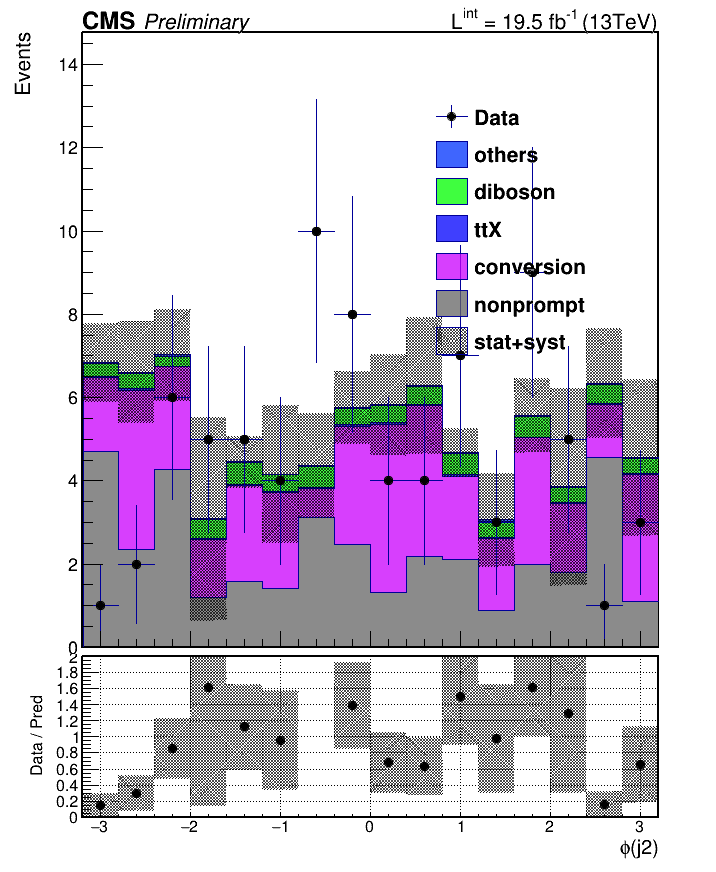 CMS Preliminary L^int = 19.5 fb^-1 (13TeV)
Events
14
12
10
8
6
4
2
0
Data
others
diboson
ttX
conversion
nonprompt
stat+syst
Data / Pred
2
1.8
1.6
1.4
1.2
1
0.8
0.6
0.4
0.2
0
−3 −2 −1 0 1 2 3
ϕ(j2)